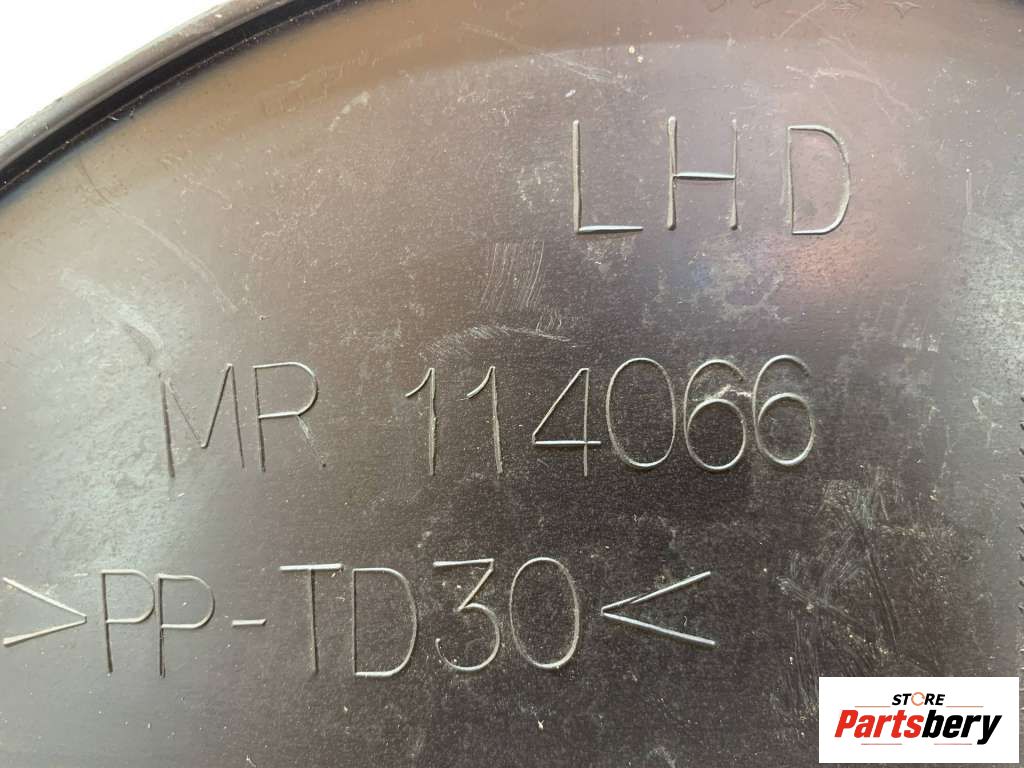 LHD
MR 114066
>PP-TD30<
STORE
Partsbery